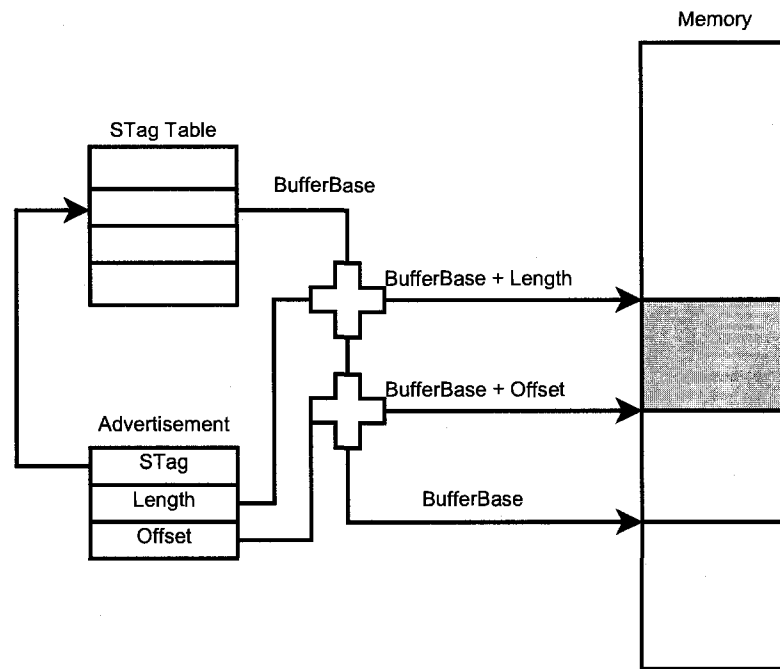 Memory
STag Table
BufferBase
BufferBase + Length
BufferBase + Offset
Advertisement
STag
Length
Offset
BufferBase